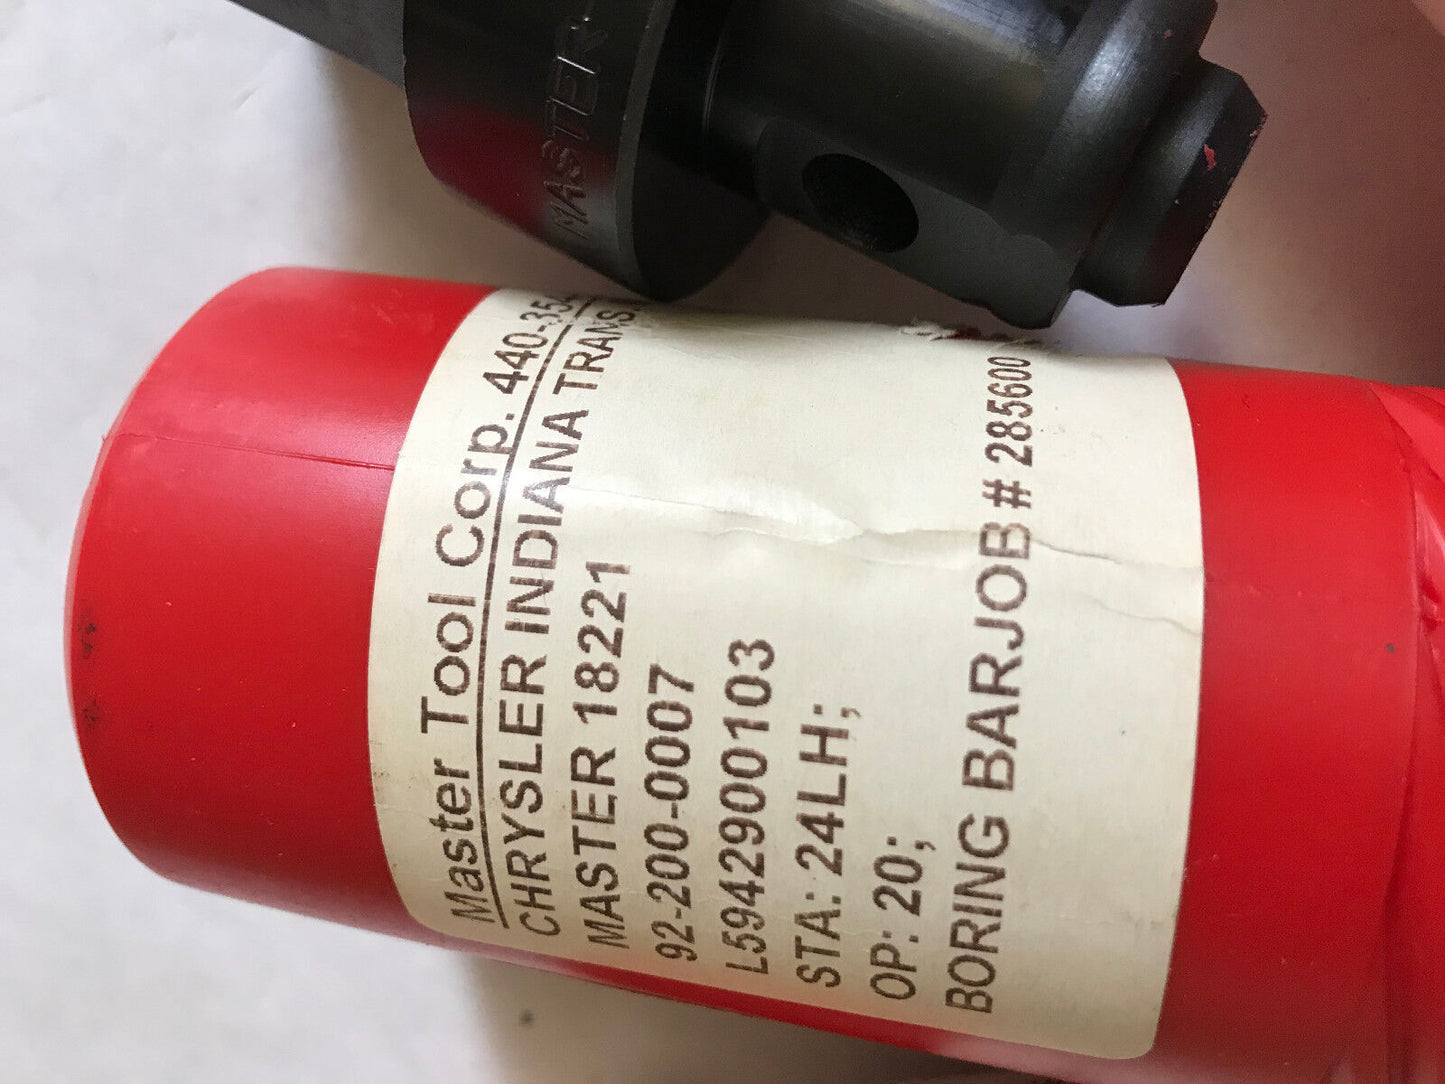 MASTER
Master Tool Corp. 440-35
CHRYSLER INDIANA TRANS
MASTER 18221
92-200-0007
L5942900103
STA: 24LH;
OP: 20;
BORING BARJOB # 285600